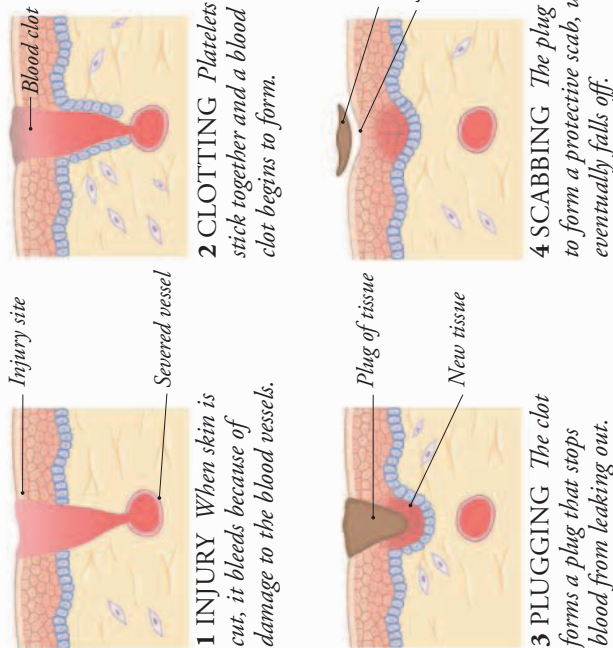 Injury site
Severed vessel
1 INJURY When skin is
cut, it bleeds because of
damage to the blood vessels.
Blood clot
2 CLOTTING Platelets
stick together and a blood
clot begins to form.
Plug of tissue
New tissue
3 PLUGGING The clot
forms a plug that stops
blood from leaking out.
4 SCABBING The plug
to form a protective scab,
eventually falls off.